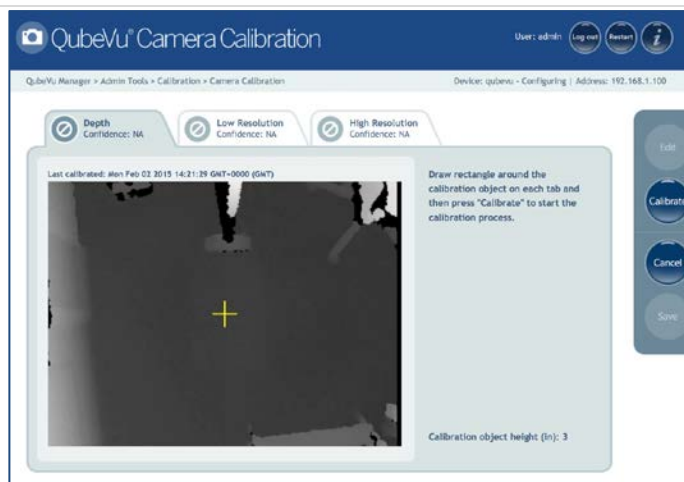 QubeVu® Camera Calibration
User: admin
Log out
Restart
i
QubeVu Manager > Admin Tools > Calibration > Camera Calibration
Device: qubevu - Configuring | Address: 192.168.1.100
Depth
Confidence: NA
Low Resolution
Confidence: NA
High Resolution
Confidence: NA
Edit
Last calibrated: Mon Feb 02 2015 14:21:29 GMT+0000 (GMT)
Draw rectangle around the
calibration object on each tab and
then press "Calibrate" to start the
calibration process.
Calibrate
Cancel
Save
Calibration object height (in): 3